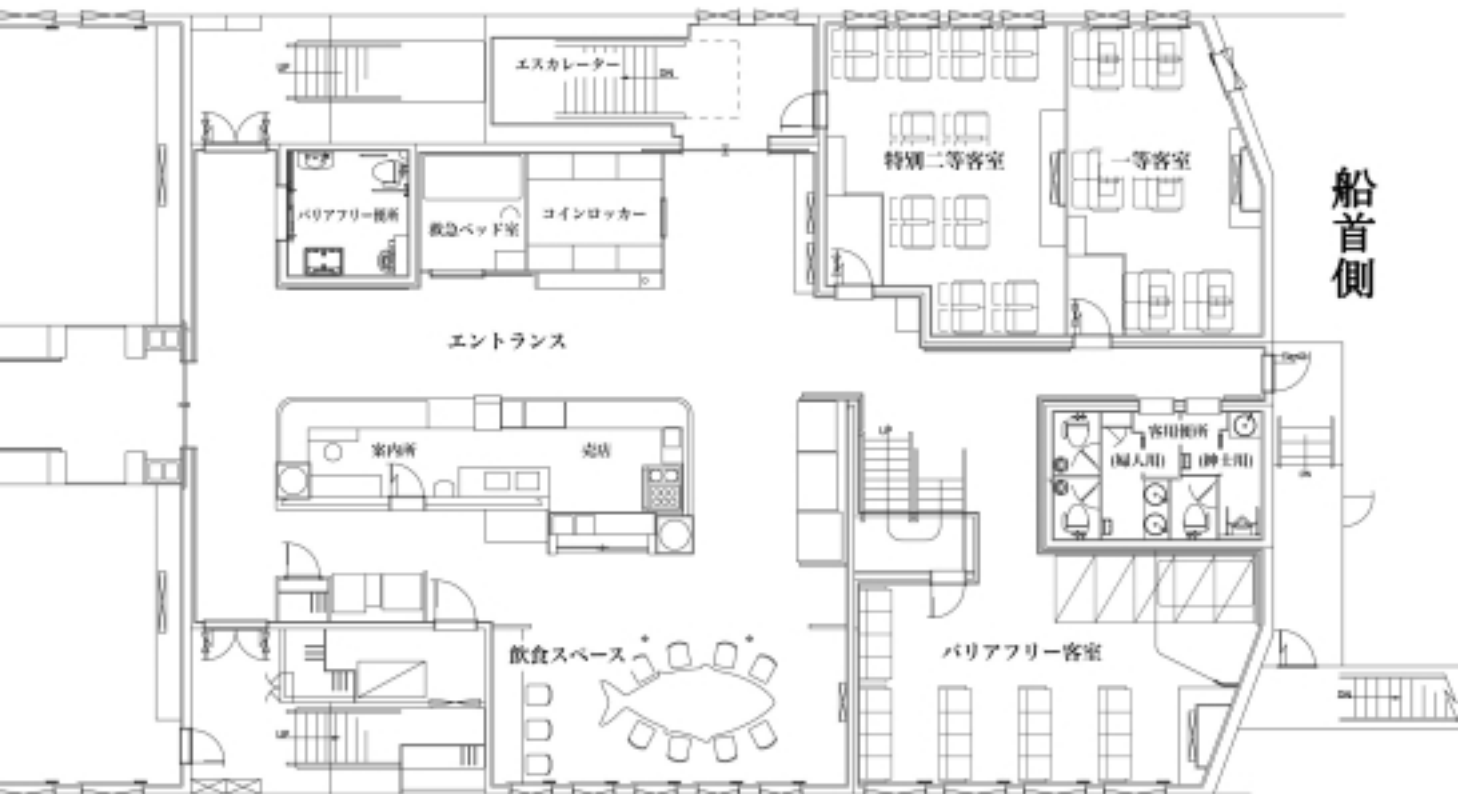 エスカレーター
UP
DN
特別二等客室
一等客室
船首側
バリアフリー便所
救急ベッド室
コインロッカー
エントランス
案内所
売店
UP
客用便所
(婦人用)
(紳士用)
DN
飲食スペース
バリアフリー客室
DN
UP